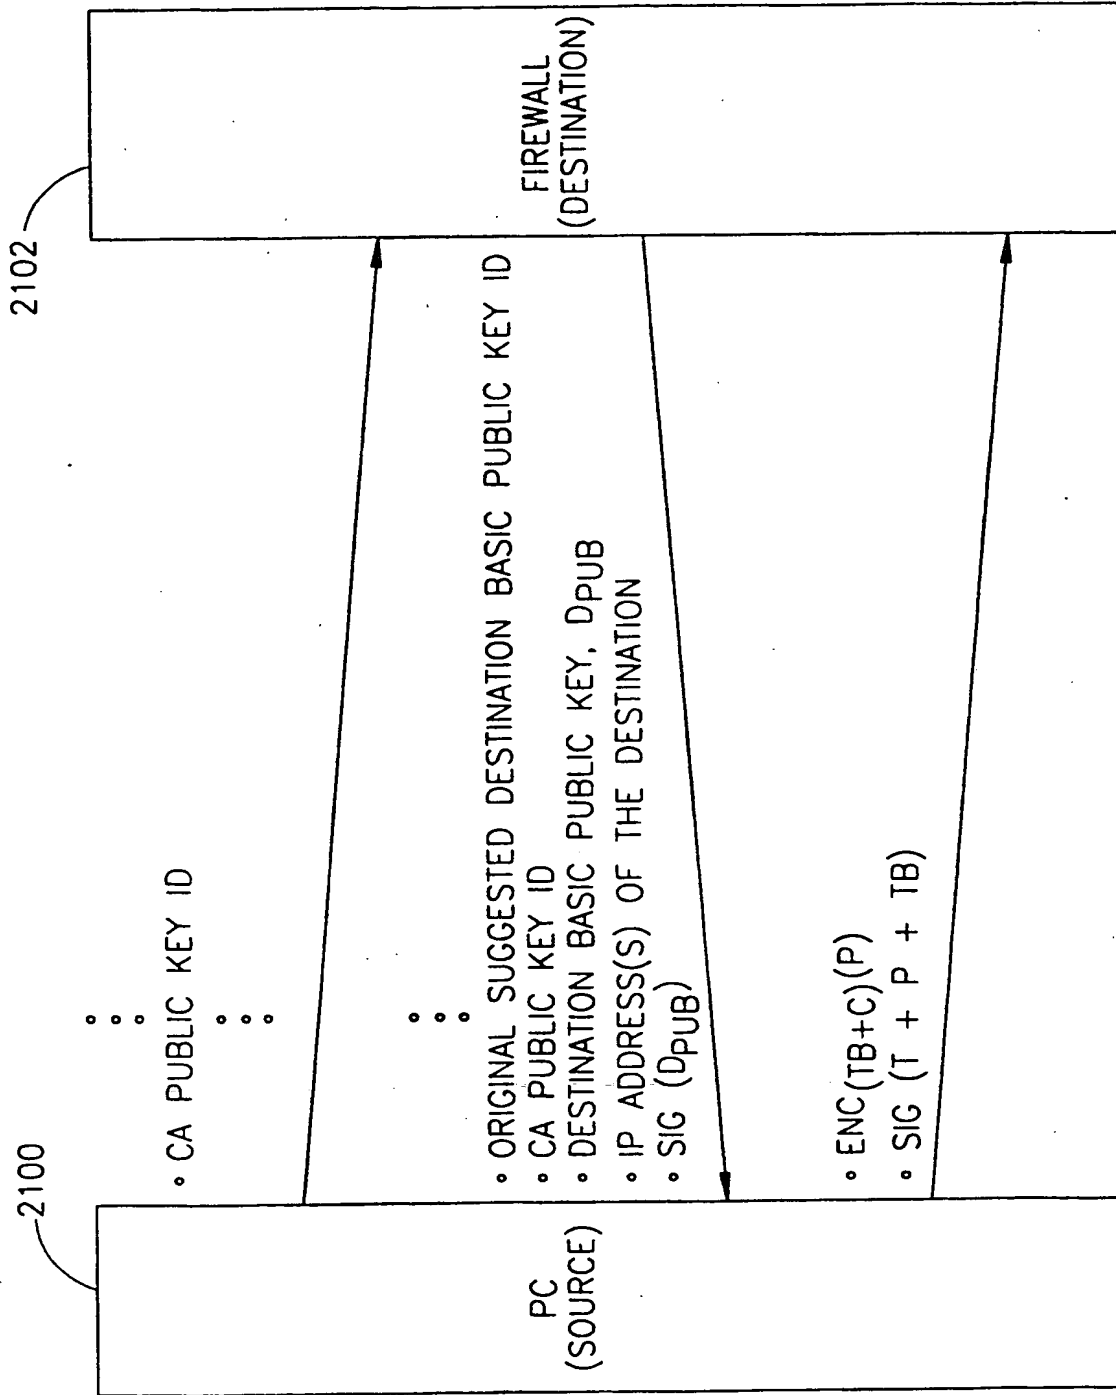 2100
2102
PC
(SOURCE)
FIREWALL
(DESTINATION)
• CA PUBLIC KEY ID
• ORIGINAL SUGGESTED DESTINATION BASIC PUBLIC KEY ID
• CA PUBLIC KEY ID
• DESTINATION BASIC PUBLIC KEY, DPUB
• IP ADDRESS(S) OF THE DESTINATION
• SIG (DPUB)
• ENC(TB+C)(P)
• SIG (T + P + TB)